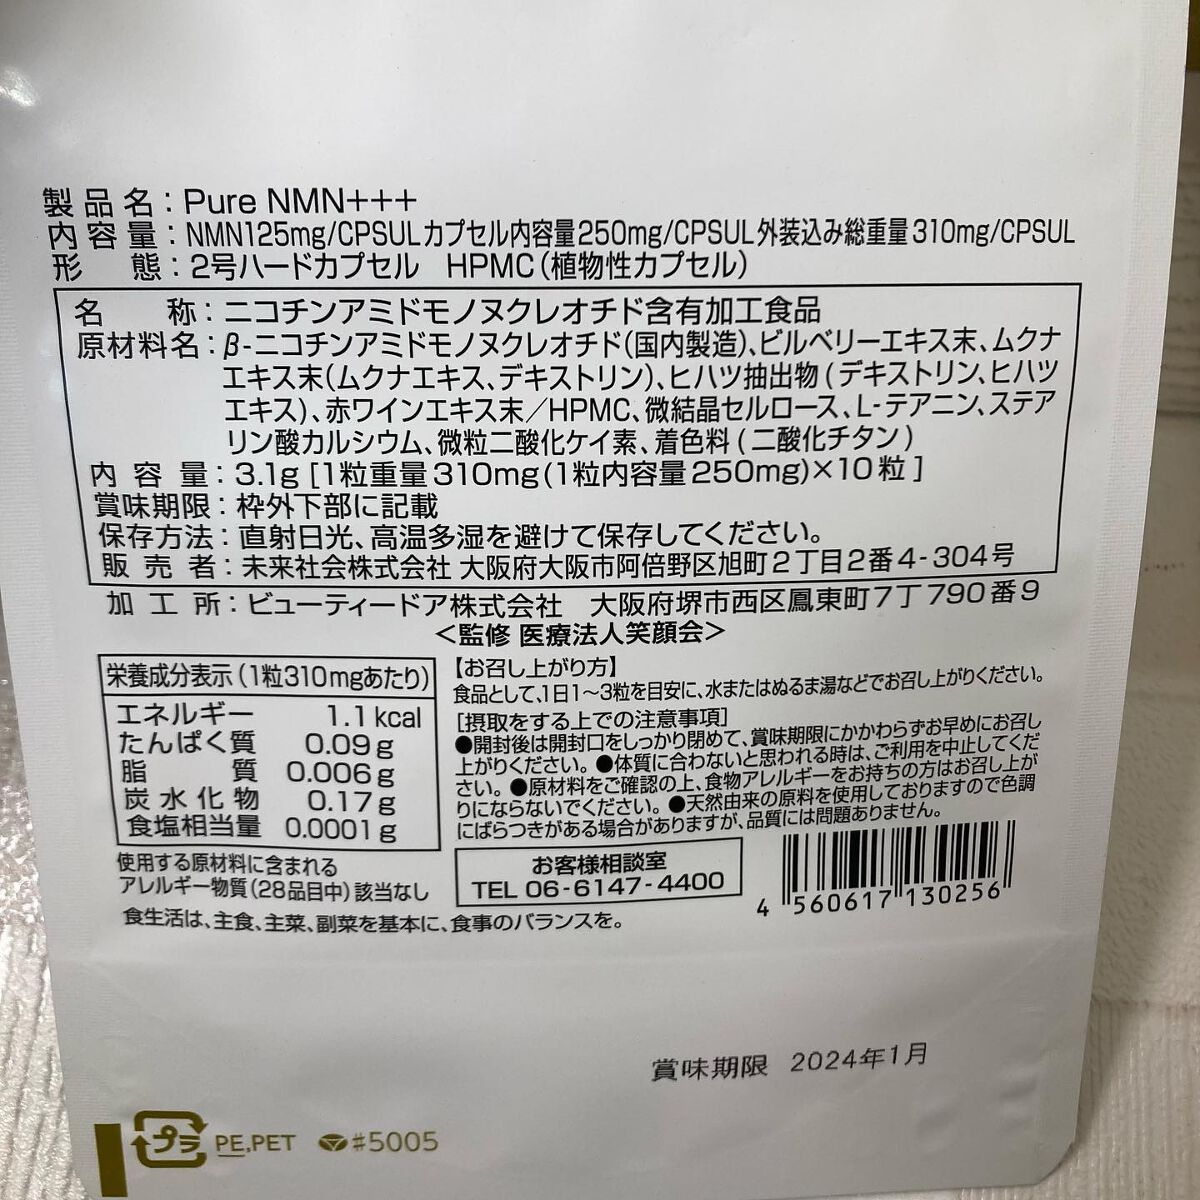 製品名：Pure NMN+++
内容量：NMN125mg/CPSULカプセル内容量250mg/CPSUL外装込み総重量310mg/CPSUL
形　態：2号ハードカプセル　HPMC（植物性カプセル）
名　称：ニコチンアミドモノヌクレオチド含有加工食品
原材料名：β-ニコチンアミドモノヌクレオチド（国内製造）、ビルベリーエキス末、ムクナ
エキス末（ムクナエキス、デキストリン）、ヒハツ抽出物（デキストリン、ヒハツ
エキス）、赤ワインエキス末／HPMC、微結晶セルロース、L-テアニン、ステア
リン酸カルシウム、微粒二酸化ケイ素、着色料（二酸化チタン）
内容量：3.1g［1粒重量310mg（1粒内容量250mg）×10粒］
賞味期限：枠外下部に記載
保存方法：直射日光、高温多湿を避けて保存してください。
販売者：未来社会株式会社 大阪府大阪市阿倍野区旭町2丁目2番4-304号
加工所：ビューティードア株式会社　大阪府堺市西区鳳東町7丁790番9
＜監修 医療法人笑顔会＞
栄養成分表示（1粒310mgあたり）
エネルギー　1.1kcal
たんぱく質　0.09g
脂質　0.006g
炭水化物　0.17g
食塩相当量　0.0001g
使用する原材料に含まれる
アレルギー物質（28品目中）該当なし
【お召し上がり方】
食品として、1日1～3粒を目安に、水またはぬるま湯などでお召し上がりください。
［摂取をする上での注意事項］
●開封後は開封口をしっかり閉めて、賞味期限にかかわらずお早めにお召し
上がりください。●体質に合わないと思われる時は、ご利用を中止してくだ
さい。●原材料をご確認の上、食物アレルギーをお持ちの方はお召し上が
りにならないでください。●天然由来の原料を使用しておりますので色調
にばらつきがある場合がありますが、品質には問題ありません。
お客様相談室
TEL 06-6147-4400
4 560617 130256
食生活は、主食、主菜、副菜を基本に、食事のバランスを。
賞味期限 2024年1月
プラ PE,PET #5005